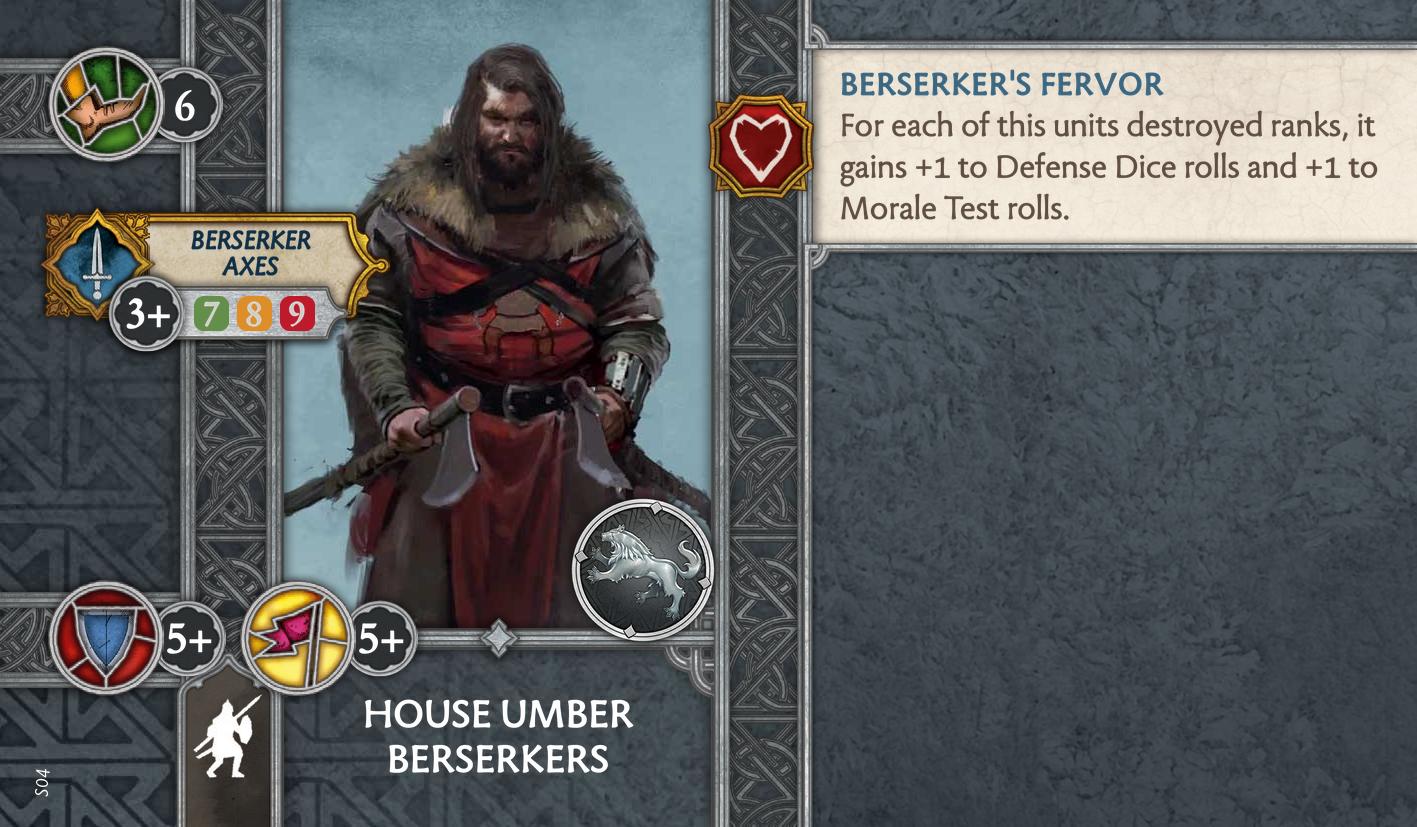 6
BERSERKER
AXES
3+ 7 8 9
5+ 5+
HOUSE UMBER
BERSERKERS
S04
BERSERKER'S FERVOR
For each of this units destroyed ranks, it
gains +1 to Defense Dice rolls and +1 to
Morale Test rolls.